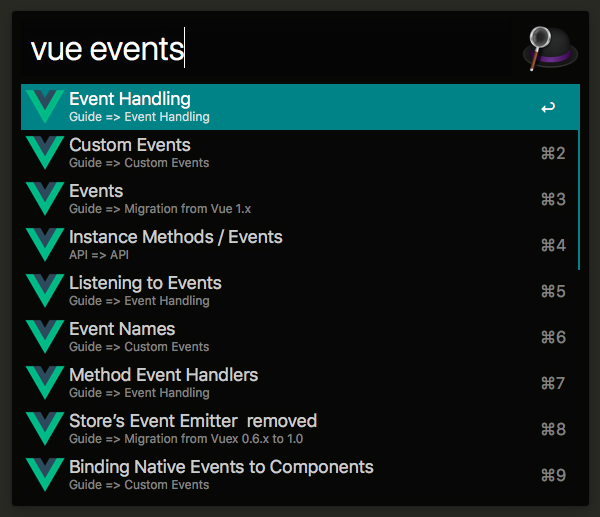 vue events
Event Handling
Guide => Event Handling
↩
Custom Events
Guide => Custom Events
⌘2
Events
Guide => Migration from Vue 1.x
⌘3
Instance Methods / Events
API => API
⌘4
Listening to Events
Guide => Event Handling
⌘5
Event Names
Guide => Custom Events
⌘6
Method Event Handlers
Guide => Event Handling
⌘7
Store’s Event Emitter  removed
Guide => Migration from Vuex 0.6.x to 1.0
⌘8
Binding Native Events to Components
Guide => Custom Events
⌘9